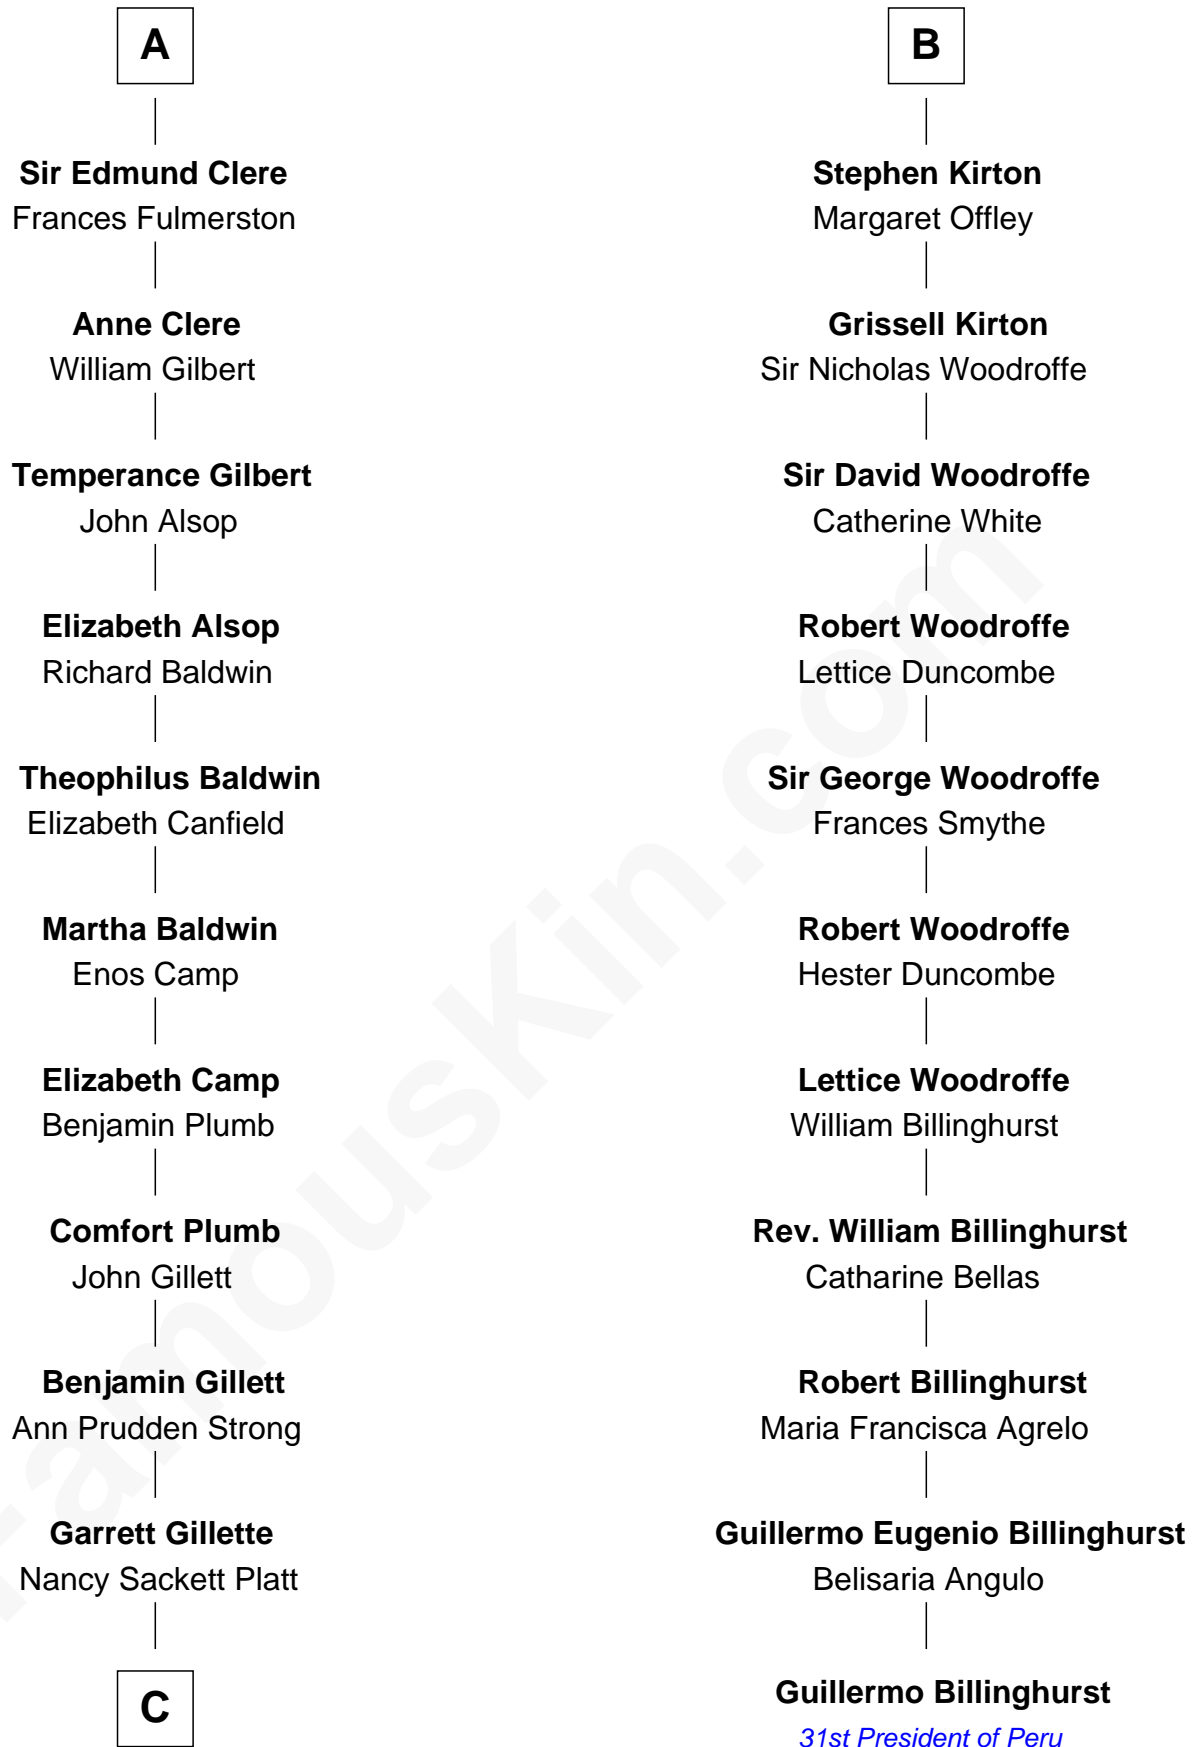 A
Sir Edmund Clere
Frances Fulmerston
Anne Clere
William Gilbert
Temperance Gilbert
John Alsop
Elizabeth Alsop
Richard Baldwin
Theophilus Baldwin
Elizabeth Canfield
Martha Baldwin
Enos Camp
Elizabeth Camp
Benjamin Plumb
Comfort Plumb
John Gillett
Benjamin Gillett
Ann Prudden Strong
Garrett Gillette
Nancy Sackett Platt
C
B
Stephen Kirton
Margaret Offley
Grissell Kirton
Sir Nicholas Woodroffe
Sir David Woodroffe
Catherine White
Robert Woodroffe
Lettice Duncombe
Sir George Woodroffe
Frances Smythe
Robert Woodroffe
Hester Duncombe
Lettice Woodroffe
William Billinghurst
Rev. William Billinghurst
Catharine Bellas
Robert Billinghurst
Maria Francisca Agrelo
Guillermo Eugenio Billinghurst
Belisaria Angulo
Guillermo Billinghurst
31st President of Peru
FamousKin.com